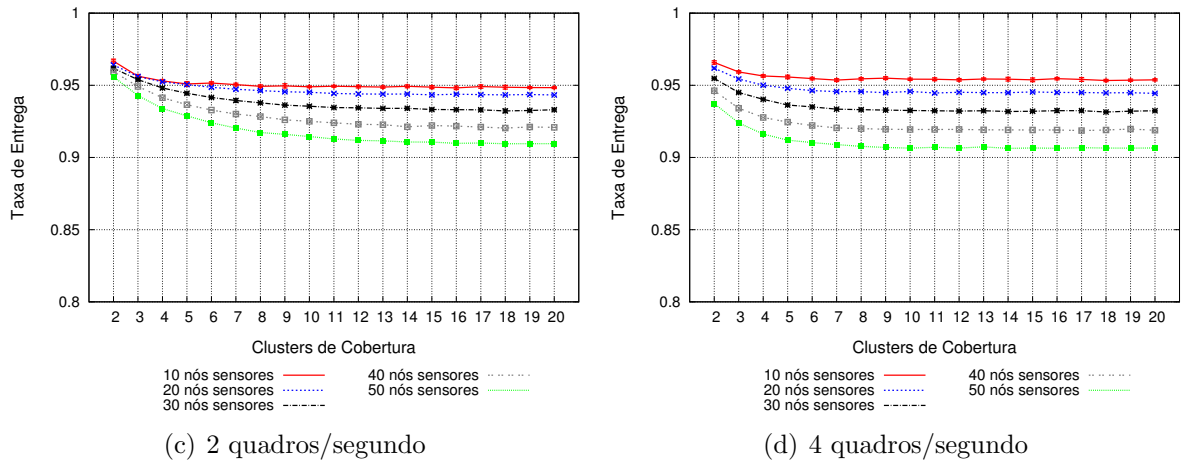 1
0.95
0.9
0.85
0.8
Taxa de Entrega
2 3 4 5 6 7 8 9 10 11 12 13 14 15 16 17 18 19 20
Clusters de Cobertura
10 nós sensores
20 nós sensores
30 nós sensores
40 nós sensores
50 nós sensores
(c) 2 quadros/segundo
1
0.95
0.9
0.85
0.8
Taxa de Entrega
2 3 4 5 6 7 8 9 10 11 12 13 14 15 16 17 18 19 20
Clusters de Cobertura
10 nós sensores
20 nós sensores
30 nós sensores
40 nós sensores
50 nós sensores
(d) 4 quadros/segundo